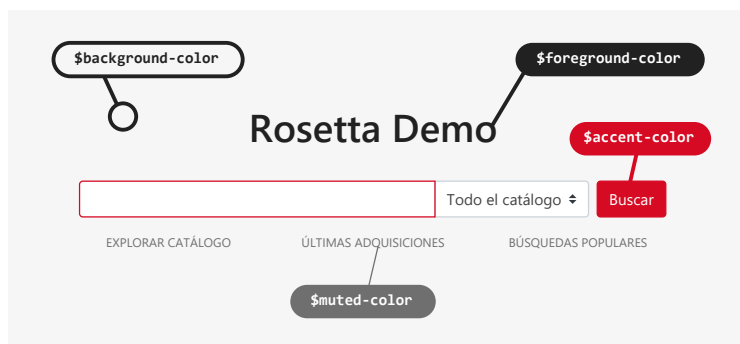 $background-color
$foreground-color
Rosetta Demo
$accent-color
Todo el catálogo
Buscar
EXPLORAR CATÁLOGO
ÚLTIMAS ADQUISICIONES
BÚSQUEDAS POPULARES
$muted-color